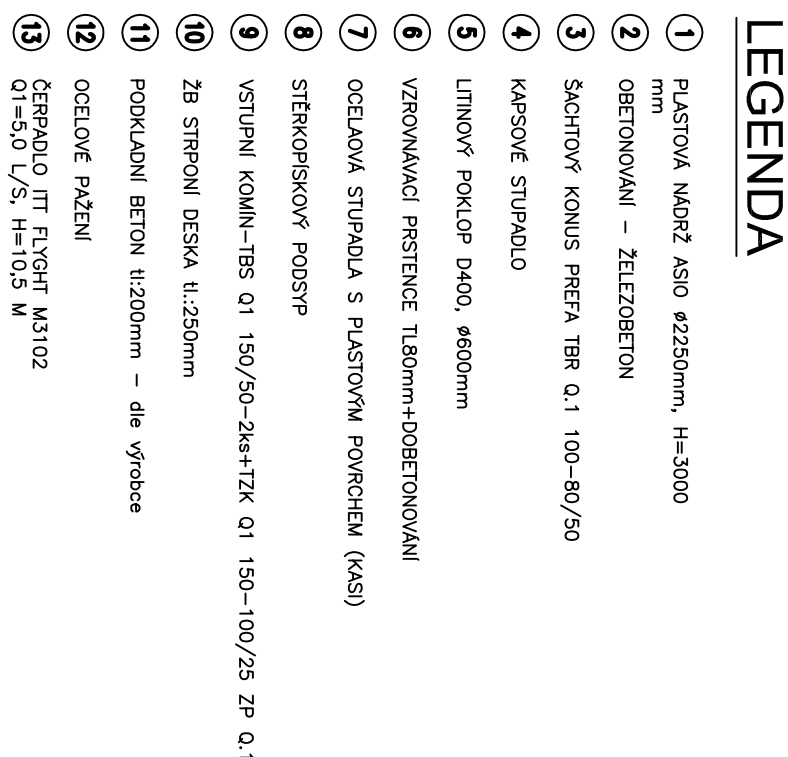 LEGENDA
1 PLASTOVÁ NÁDRŽ ASIO ø2250mm, H=3000
mm
2 OBETONOVÁNÍ – ŽELEZOBETON
3 ŠACHTOVÝ KONUS PREFA TBR Q.1 100–80/50
4 KAPSOVÉ STUPADLO
5 LITINOVÝ POKLOP D400, ø600mm
6 VZROVNÁVACÍ PRSTENCE TL80mm+DOBETONOVÁNÍ
7 OCELAOVÁ STUPADLA S PLASTOVÝM POVRCHEM (KASI)
8 STĚRKOPÍSKOVÝ PODSYP
9 VSTUPNÍ KOMÍN–TBS Q1 150/50–2ks+TZK Q1 150–100/25 ZP Q.1
10 ŽB STRPONÍ DESKA tl.:250mm
11 PODKLADNÍ BETON tl:200mm – dle výrobce
12 OCELOVÉ PAŽENÍ
13 ČERPADLO ITT FLYGHT M3102
Q1=5,0 L/S, H=10,5 M